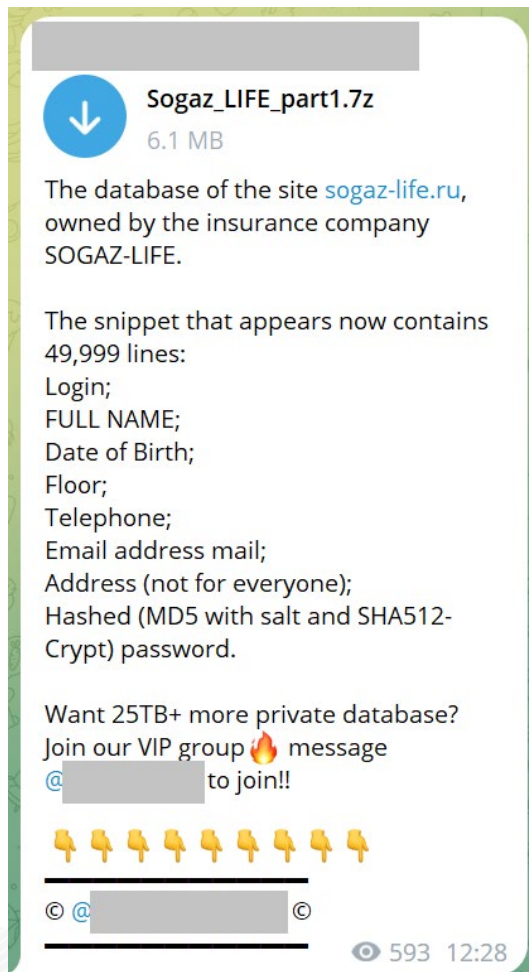 Sogaz_LIFE_part1.7z
6.1 MB
The database of the site sogaz-life.ru,
owned by the insurance company
SOGAZ-LIFE.
The snippet that appears now contains
49,999 lines:
Login;
FULL NAME;
Date of Birth;
Floor;
Telephone;
Email address mail;
Address (not for everyone);
Hashed (MD5 with salt and SHA512-
Crypt) password.
Want 25TB+ more private database?
Join our VIP group🔥 message
@ to join!!
👇👇👇👇👇👇👇👇👇
© @ ©
593 12:28